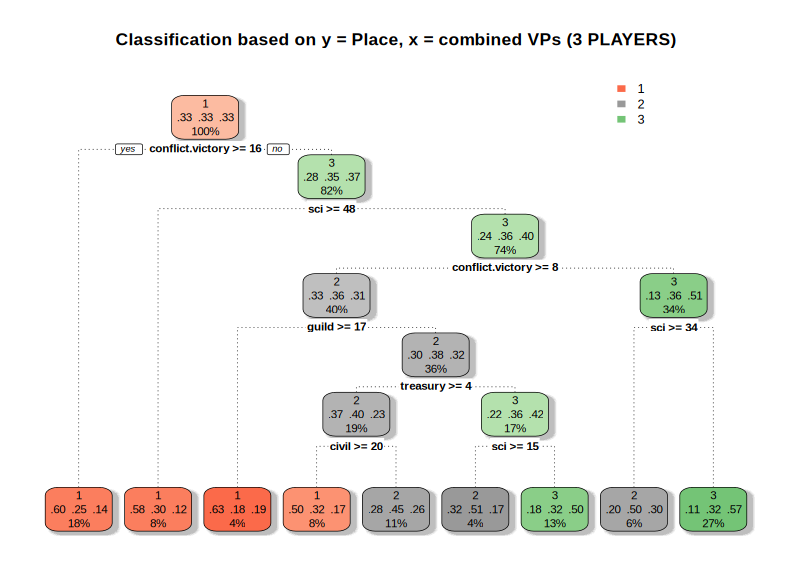 Classification based on y = Place, x = combined VPs (3 PLAYERS)
1
2
3
1
.33 .33 .33
100%
yes conflict.victory >= 16 no
3
.28 .35 .37
82%
sci >= 48
3
.24 .36 .40
74%
conflict.victory >= 8
2
.33 .36 .31
40%
3
.13 .36 .51
34%
guild >= 17
sci >= 34
2
.30 .38 .32
36%
treasury >= 4
2
.37 .40 .23
19%
3
.22 .36 .42
17%
civil >= 20
sci >= 15
1
.60 .25 .14
18%
1
.58 .30 .12
8%
1
.63 .18 .19
4%
1
.50 .32 .17
8%
2
.28 .45 .26
11%
2
.32 .51 .17
4%
3
.18 .32 .50
13%
2
.20 .50 .30
6%
3
.11 .32 .57
27%